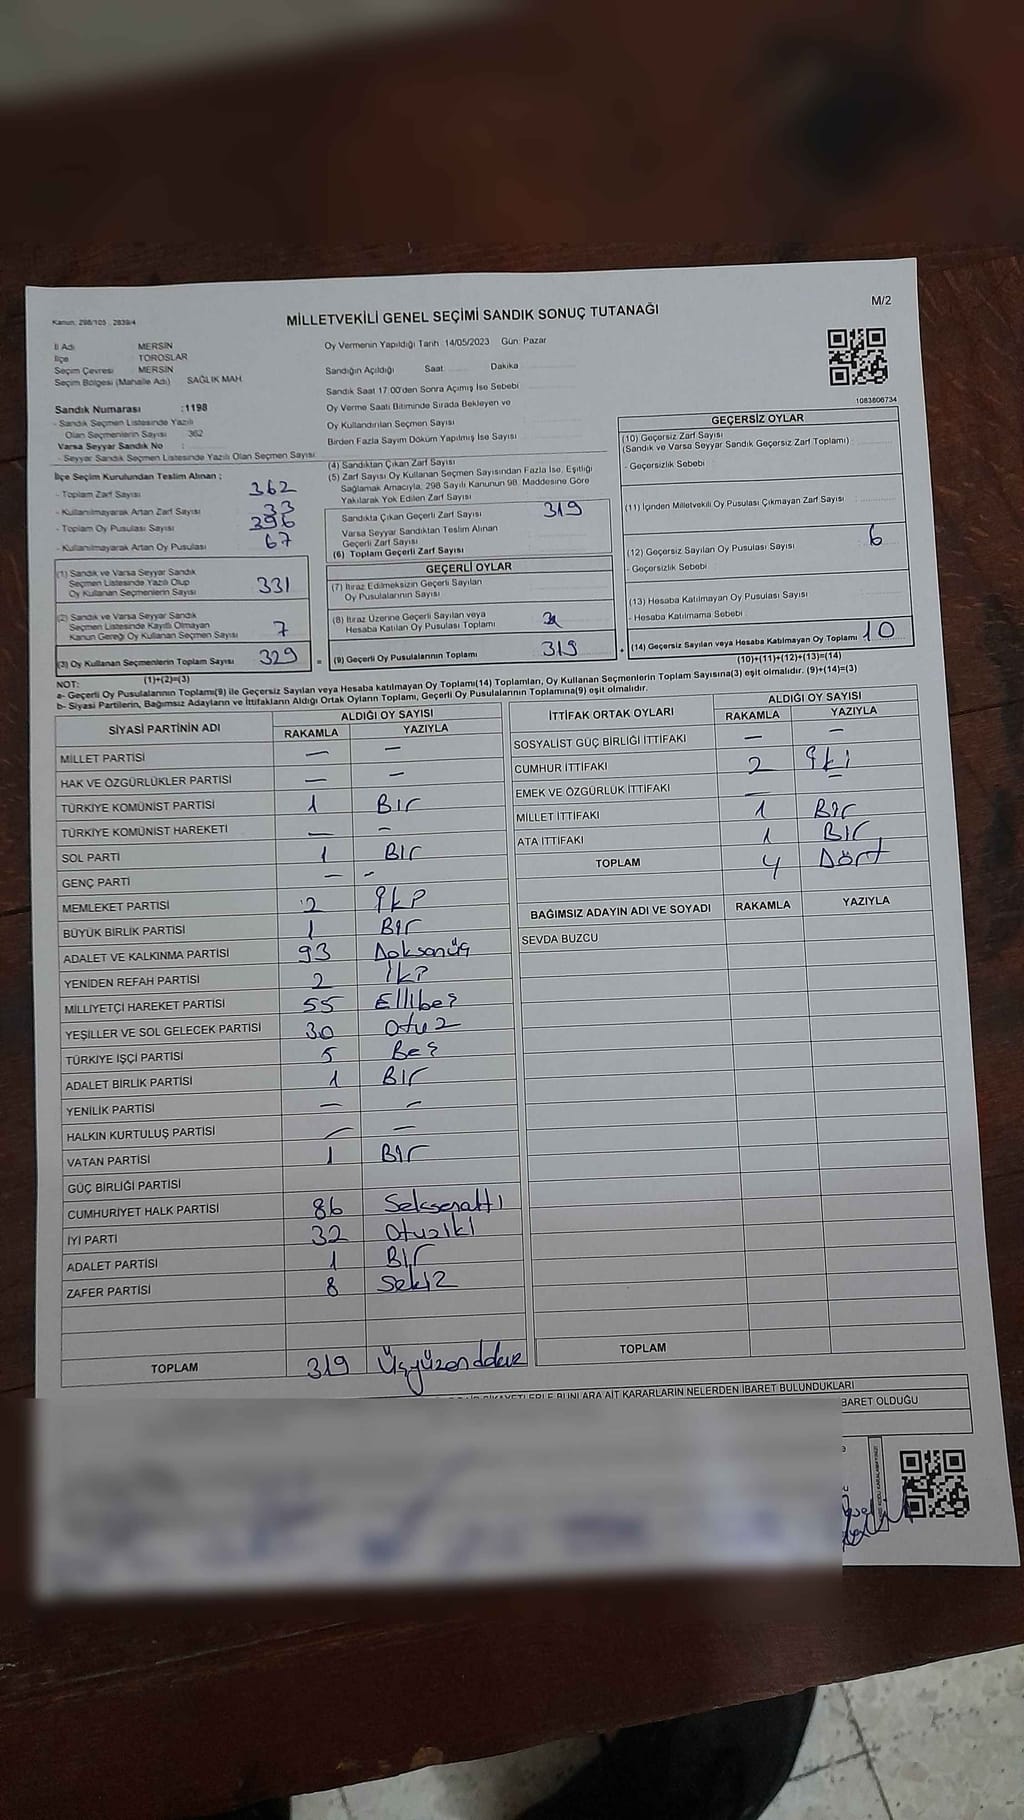 M/2
Kanun: 298/105 , 2839/4
MİLLETVEKİLİ GENEL SEÇİMİ SANDIK SONUÇ TUTANAĞI
İl Adı MERSİN
İlçe TOROSLAR
Seçim Çevresi MERSİN
Seçim Bölgesi (Mahalle Adı) SAĞLIK MAH
Sandık Numarası :1198
- Sandık Seçmen Listesinde Yazılı
Olan Seçmenlerin Sayısı 362
Varsa Seyyar Sandık No :
- Seyyar Sandık Seçmen Listesinde Yazılı Olan Seçmen Sayısı:
Oy Vermenin Yapıldığı Tarih :14/05/2023 Gün: Pazar
Sandığın Açıldığı Saat Dakika
Sandık Saat 17:00'den Sonra Açımış İse Sebebi
Oy Verme Saati Bitiminde Sırada Bekleyen ve
Oy Kullandırılan Seçmen Sayısı
Birden Fazla Sayım Döküm Yapılmış İse Sayısı
1083806734
İlçe Seçim Kurulundan Teslim Alınan ;
- Toplam Zarf Sayısı 362
- Kullanılmayarak Artan Zarf Sayısı 33
- Toplam Oy Pusulası Sayısı 396
- Kullanılmayarak Artan Oy Pusulası 67
(1) Sandık ve Varsa Seyyar Sandık
Seçmen Listesinde Yazılı Olup
Oy Kullanan Seçmenlerin Sayısı 331
(2) Sandık ve Varsa Seyyar Sandık
Seçmen Listesinde Kayıtlı Olmayan
Kanun Gereği Oy Kullanan Seçmen Sayısı 7
(3) Oy Kullanan Seçmenlerin Toplam Sayısı 329 =
(1)+(2)=(3)
(4) Sandıktan Çıkan Zarf Sayısı
(5) Zarf Sayısı Oy Kullanan Seçmen Sayısından Fazla İse, Eşitliği
Sağlamak Amacıyla, 298 Sayılı Kanunun 98. Maddesine Göre
Yakılarak Yok Edilen Zarf Sayısı
Sandıkta Çıkan Geçerli Zarf Sayısı 319
Varsa Seyyar Sandıktan Teslim Alınan
Geçerli Zarf Sayısı
(6) Toplam Geçerli Zarf Sayısı
GEÇERLİ OYLAR
(7) İtiraz Edilmeksizin Geçerli Sayılan
Oy Pusulalarının Sayısı
(8) İtiraz Üzerine Geçerli Sayılan veya
Hesaba Katılan Oy Pusulası Toplamı
(9) Geçerli Oy Pusulalarının Toplamı 319 +
GEÇERSİZ OYLAR
(10) Geçersiz Zarf Sayısı
(Sandık ve Varsa Seyyar Sandık Geçersiz Zarf Toplamı) :
- Geçersizlik Sebebi
(11) İçinden Milletvekili Oy Pusulası Çıkmayan Zarf Sayısı
(12) Geçersiz Sayılan Oy Pusulası Sayısı : 6
- Geçersizlik Sebebi
(13) Hesaba Katılmayan Oy Pusulası Sayısı
- Hesaba Katılmama Sebebi
(14) Geçersiz Sayılan veya Hesaba Katılmayan Oy Toplamı 10
(10)+(11)+(12)+(13)=(14)
NOT:
a- Geçerli Oy Pusulalarının Toplamı(9) ile Geçersiz Sayılan veya Hesaba katılmayan Oy Toplamı(14) Toplamları, Oy Kullanan Seçmenlerin Toplam Sayısına(3) eşit olmalıdır. (9)+(14)=(3)
b- Siyasi Partilerin, Bağımsız Adayların ve İttifakların Aldığı Ortak Oyların Toplamı, Geçerli Oy Pusulalarının Toplamına(9) eşit olmalıdır.
SİYASİ PARTİNİN ADI ALDIĞI OY SAYISI
RAKAMLA YAZIYLA
MİLLET PARTİSİ — —
HAK VE ÖZGÜRLÜKLER PARTİSİ — —
TÜRKİYE KOMÜNİST PARTİSİ 1 Bir
TÜRKİYE KOMÜNİST HAREKETİ — —
SOL PARTİ 1 Bir
GENÇ PARTİ — —
MEMLEKET PARTİSİ 2 İki
BÜYÜK BİRLİK PARTİSİ 1 Bir
ADALET VE KALKINMA PARTİSİ 93 Doksanüç
YENİDEN REFAH PARTİSİ 2 İki
MİLLİYETÇİ HAREKET PARTİSİ 55 Ellibeş
YEŞİLLER VE SOL GELECEK PARTİSİ 30 Otuz
TÜRKİYE İŞÇİ PARTİSİ 5 Beş
ADALET BİRLİK PARTİSİ 1 Bir
YENİLİK PARTİSİ — —
HALKIN KURTULUŞ PARTİSİ — —
VATAN PARTİSİ 1 Bir
GÜÇ BİRLİĞİ PARTİSİ
CUMHURİYET HALK PARTİSİ 86 Seksenaltı
İYİ PARTİ 32 Otuziki
ADALET PARTİSİ 1 Bir
ZAFER PARTİSİ 8 Sekiz
TOPLAM 319
İTTİFAK ORTAK OYLARI ALDIĞI OY SAYISI
RAKAMLA YAZIYLA
SOSYALİST GÜÇ BİRLİĞİ İTTİFAKI — —
CUMHUR İTTİFAKI 2 İki
EMEK VE ÖZGÜRLÜK İTTİFAKI — —
MİLLET İTTİFAKI 1 Bir
ATA İTTİFAKI 1 Bir
TOPLAM 4 Dört
BAĞIMSIZ ADAYIN ADI VE SOYADI RAKAMLA YAZIYLA
SEVDA BUZCU
TOPLAM
BUNLARA AİT KARARLARIN NELERDEN İBARET BULUNDUKLARI
BARET OLDUĞU